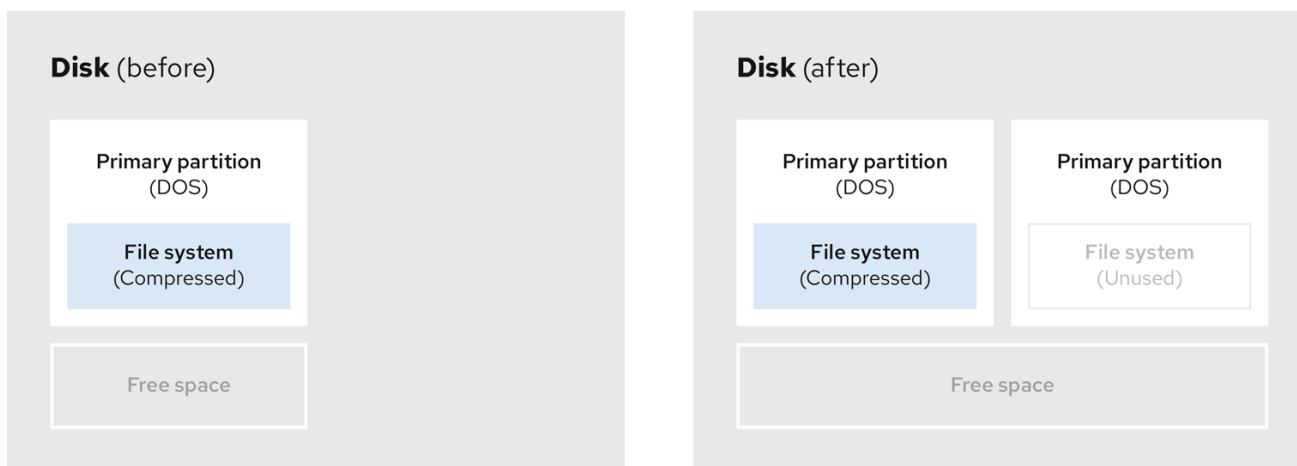 Disk (before)
Primary partition
(DOS)
File system
(Compressed)
Free space
Disk (after)
Primary partition
(DOS)
File system
(Compressed)
Primary partition
(DOS)
File system
(Unused)
Free space